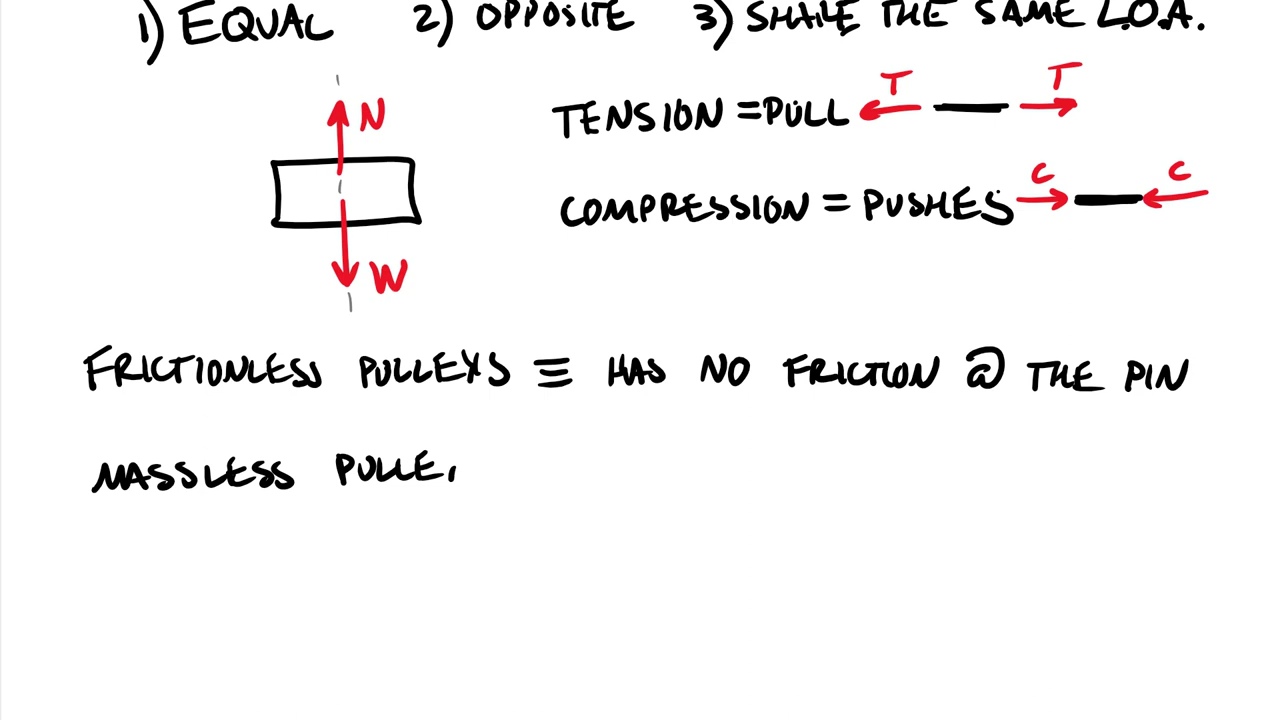 1) EQUAL 2) OPPOSITE 3) SHARE THE SAME L.O.A.
N
W
TENSION = PULL T T
COMPRESSION = PUSHES C C
FRICTIONLESS PULLEYS ≡ HAS NO FRICTION @ THE PIN
MASSLESS PULLE